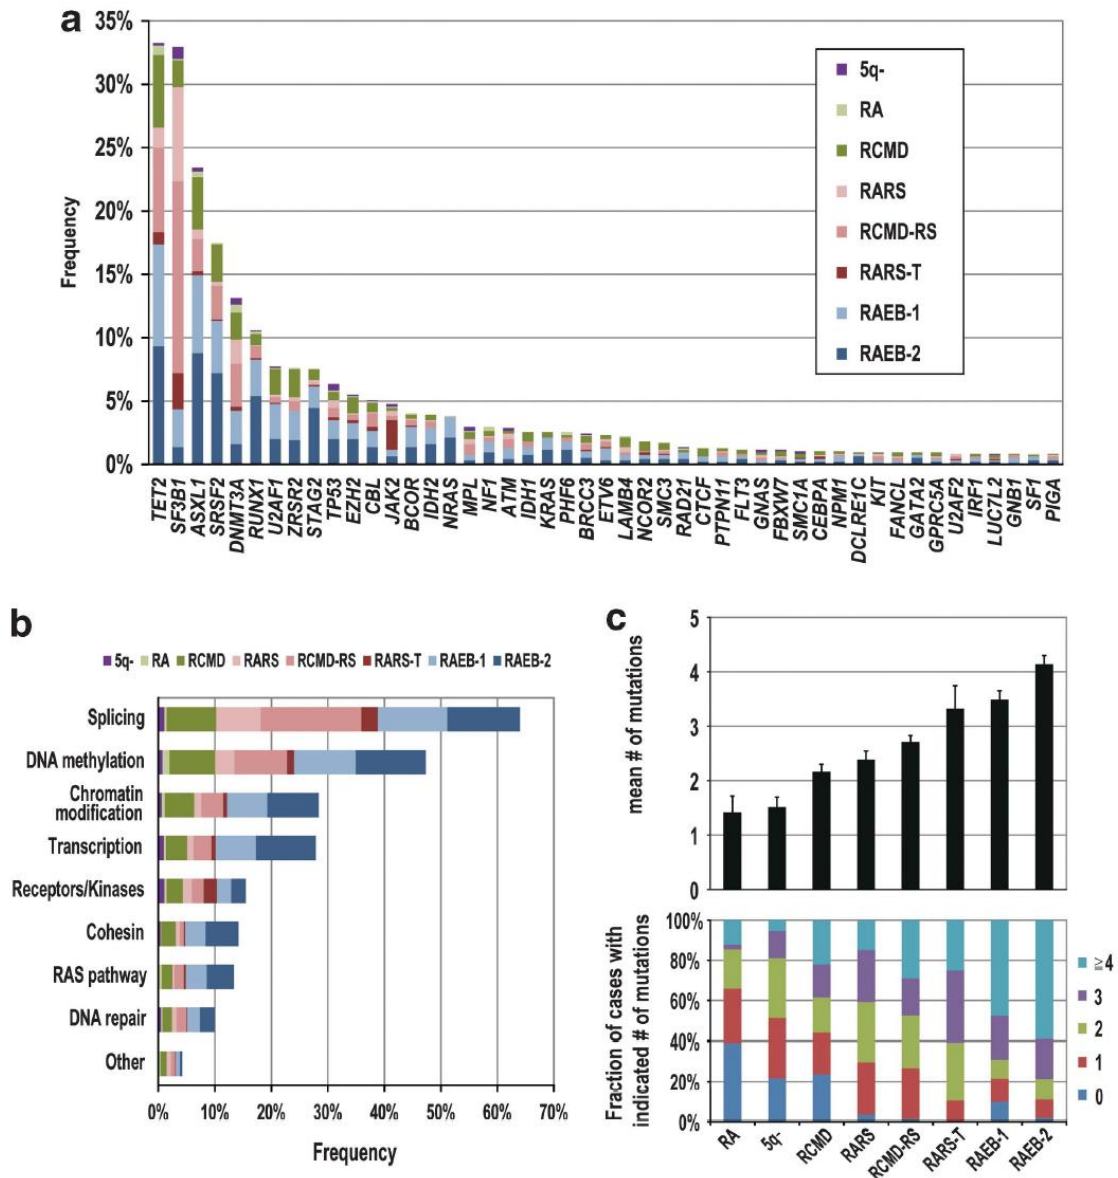 a
35%
30%
25%
20%
15%
10%
5%
0%
Frequency
5q-
RA
RCMD
RARS
RCMD-RS
RARS-T
RAEB-1
RAEB-2
TET2
SF3B1
ASXL1
SRSF2
DNMT3A
RUNX1
U2AF1
ZRSR2
STAG2
TP53
EZH2
CBL
JAK2
BCOR
IDH2
NRAS
MPL
NF1
ATM
IDH1
KRAS
PHF6
BRCC3
ETV6
LAMB4
NCOR2
SMC3
RAD21
CTCF
PTPN11
FLT3
GNAS
FBXW7
SMC1A
CEBPA
NPM1
DCLRE1C
KIT
FANCL
GATA2
GPRC5A
U2AF2
IRF1
LUC7L2
GNB1
SF1
PIGA
b
5q- RA RCMD RARS RCMD-RS RARS-T RAEB-1 RAEB-2
Splicing
DNA methylation
Chromatin
modification
Transcription
Receptors/Kinases
Cohesin
RAS pathway
DNA repair
Other
0% 10% 20% 30% 40% 50% 60% 70%
Frequency
c
5
4
3
2
1
0
mean # of mutations
100%
80%
60%
40%
20%
0%
Fraction of cases with
indicated # of mutations
≧4
3
2
1
0
RA
5q-
RCMD
RARS
RCMD-RS
RARS-T
RAEB-1
RAEB-2